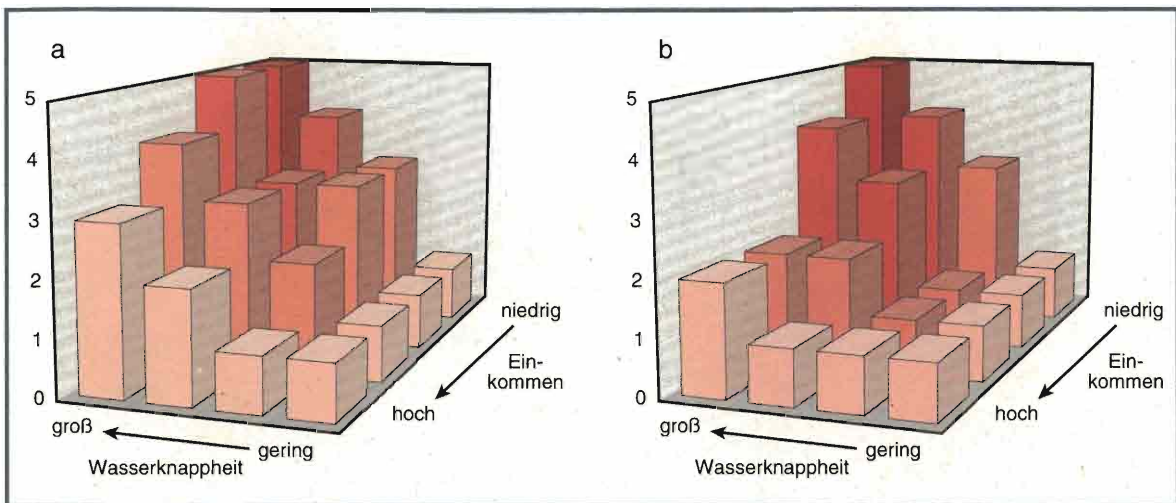 a
5
4
3
2
1
0
groß
gering
Wasserknappheit
niedrig
Ein-
kommen
hoch
b
5
4
3
2
1
0
groß
gering
Wasserknappheit
niedrig
Ein-
kommen
hoch